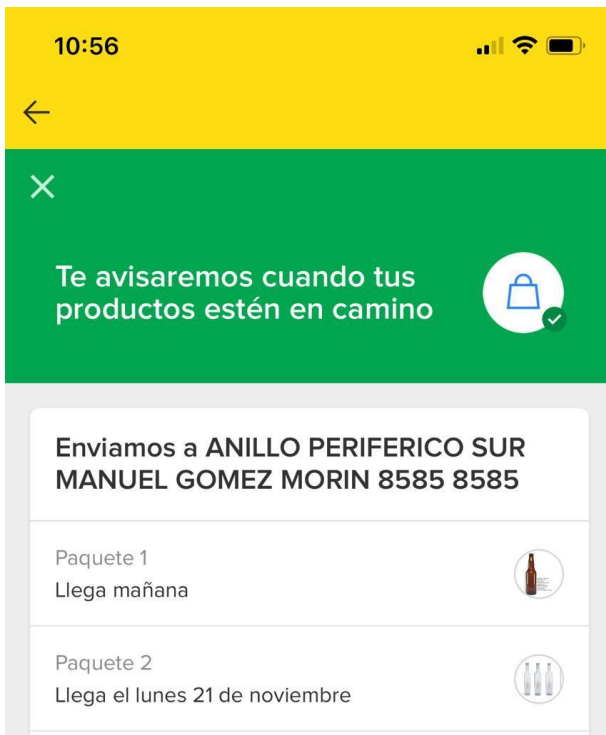 10:56
Te avisaremos cuando tus
productos estén en camino
Enviamos a ANILLO PERIFERICO SUR
MANUEL GOMEZ MORIN 8585 8585
Paquete 1
Llega mañana
Paquete 2
Llega el lunes 21 de noviembre